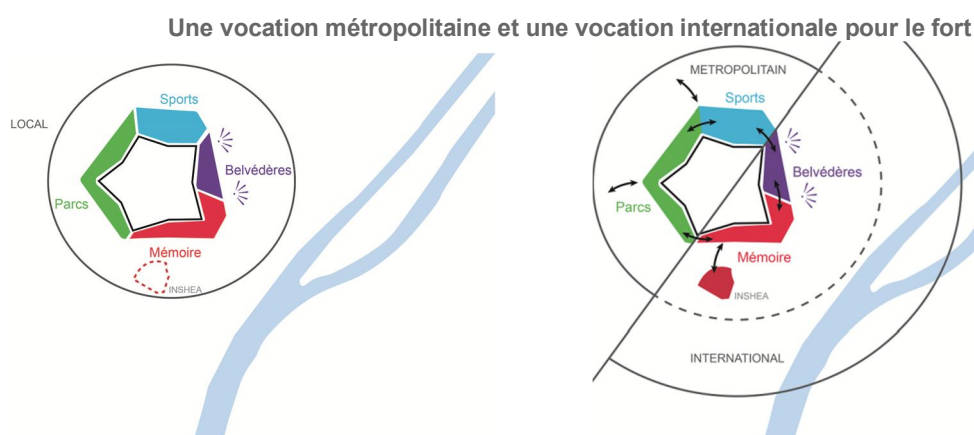 Une vocation métropolitaine et une vocation internationale pour le fort
LOCAL
Sports
Belvédères
Parcs
Mémoire
INSHEA
METROPOLITAIN
Sports
Belvédères
Parcs
Mémoire
INSHEA
INTERNATIONAL